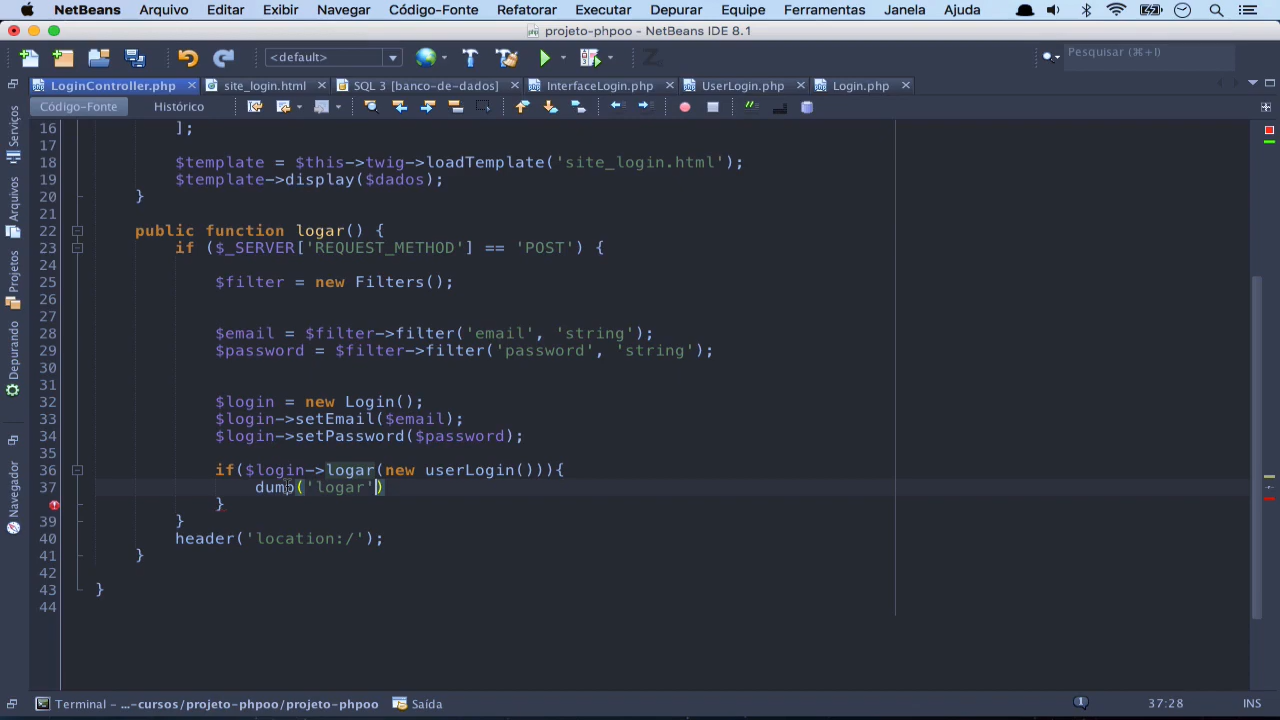 NetBeans Arquivo Editar Exibir Navegar Código-Fonte Refatorar Executar Depurar Equipe Ferramentas Janela Ajuda
projeto-phpoo - NetBeans IDE 8.1
<default> Pesquisar (⌘+I)
LoginController.php site_login.html SQL 3 [banco-de-dados] InterfaceLogin.php UserLogin.php Login.php
Código-Fonte Histórico
Serviços
Arquivos
Projetos
Depurando
Navegador
16 ];
17
18 $template = $this->twig->loadTemplate('site_login.html');
19 $template->display($dados);
20 }
21
22 public function logar() {
23 if ($_SERVER['REQUEST_METHOD'] == 'POST') {
24
25 $filter = new Filters();
26
27
28 $email = $filter->filter('email', 'string');
29 $password = $filter->filter('password', 'string');
30
31
32 $login = new Login();
33 $login->setEmail($email);
34 $login->setPassword($password);
35
36 if($login->logar(new userLogin())){
37 dump('logar')
}
39 }
40 header('location:/');
41 }
42
43 }
44
Terminal - ...-cursos/projeto-phpoo/projeto-phpoo Saída 1 37:28 INS